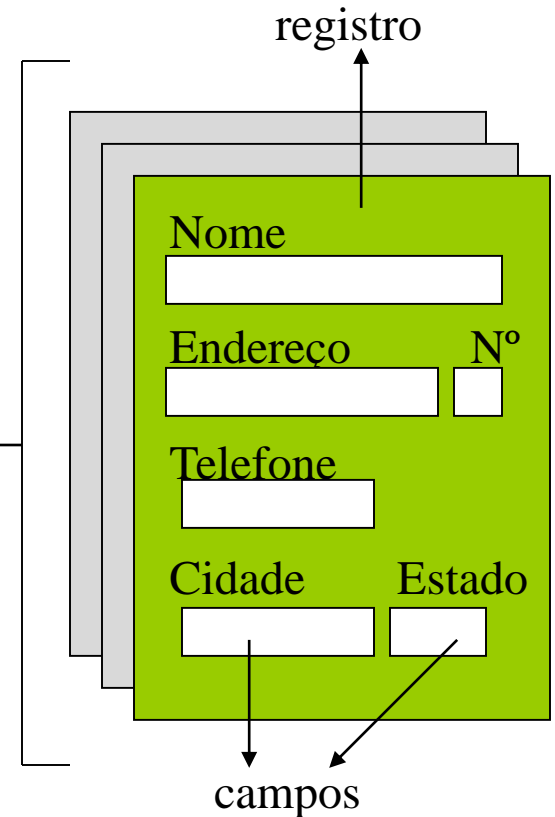 registro
Nome
Endereço Nº
Telefone
Cidade Estado
campos